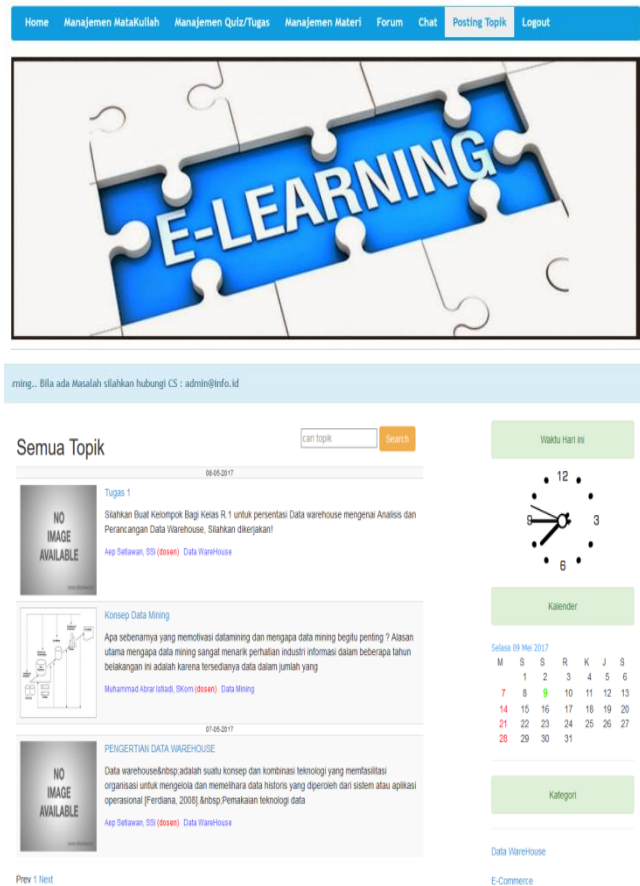 Home Manajemen MataKuliah Manajemen Quiz/Tugas Manajemen Materi Forum Chat Posting Topik Logout
E-LEARNING
rning.. Bila ada Masalah silahkan hubungi CS : admin@info.id
Semua Topik
cari topik Search
08-05-2017
NO
IMAGE
AVAILABLE
Tugas 1
Silahkan Buat Kelompok Bagi Kelas R.1 untuk persentasi Data warehouse mengenai Analisis dan
Perancangan Data Warehouse, Silahkan dikerjakan!
Aep Setiawan, SSi (dosen) Data WareHouse
Konsep Data Mining
Apa sebenarnya yang memotivasi datamining dan mengapa data mining begitu penting ? Alasan
utama mengapa data mining sangat menarik perhatian industri informasi dalam beberapa tahun
belakangan ini adalah karena tersedianya data dalam jumlah yang
Muhammad Abrar Istiadi, SKom (dosen) Data Mining
07-05-2017
NO
IMAGE
AVAILABLE
PENGERTIAN DATA WAREHOUSE
Data warehouse&nbsp;adalah suatu konsep dan kombinasi teknologi yang memfasilitasi
organisasi untuk mengelola dan memelihara data historis yang diperoleh dari sistem atau aplikasi
operasional [Ferdiana, 2008].&nbsp;Pemakaian teknologi data
Aep Setiawan, SSi (dosen) Data WareHouse
Prev 1 Next
Waktu Hari ini
12
9 3
6
Kalender
Selasa 09 Mei 2017
M S S R K J S
1 2 3 4 5 6
7 8 9 10 11 12 13
14 15 16 17 18 19 20
21 22 23 24 25 26 27
28 29 30 31
Kategori
Data WareHouse
E-Commerce